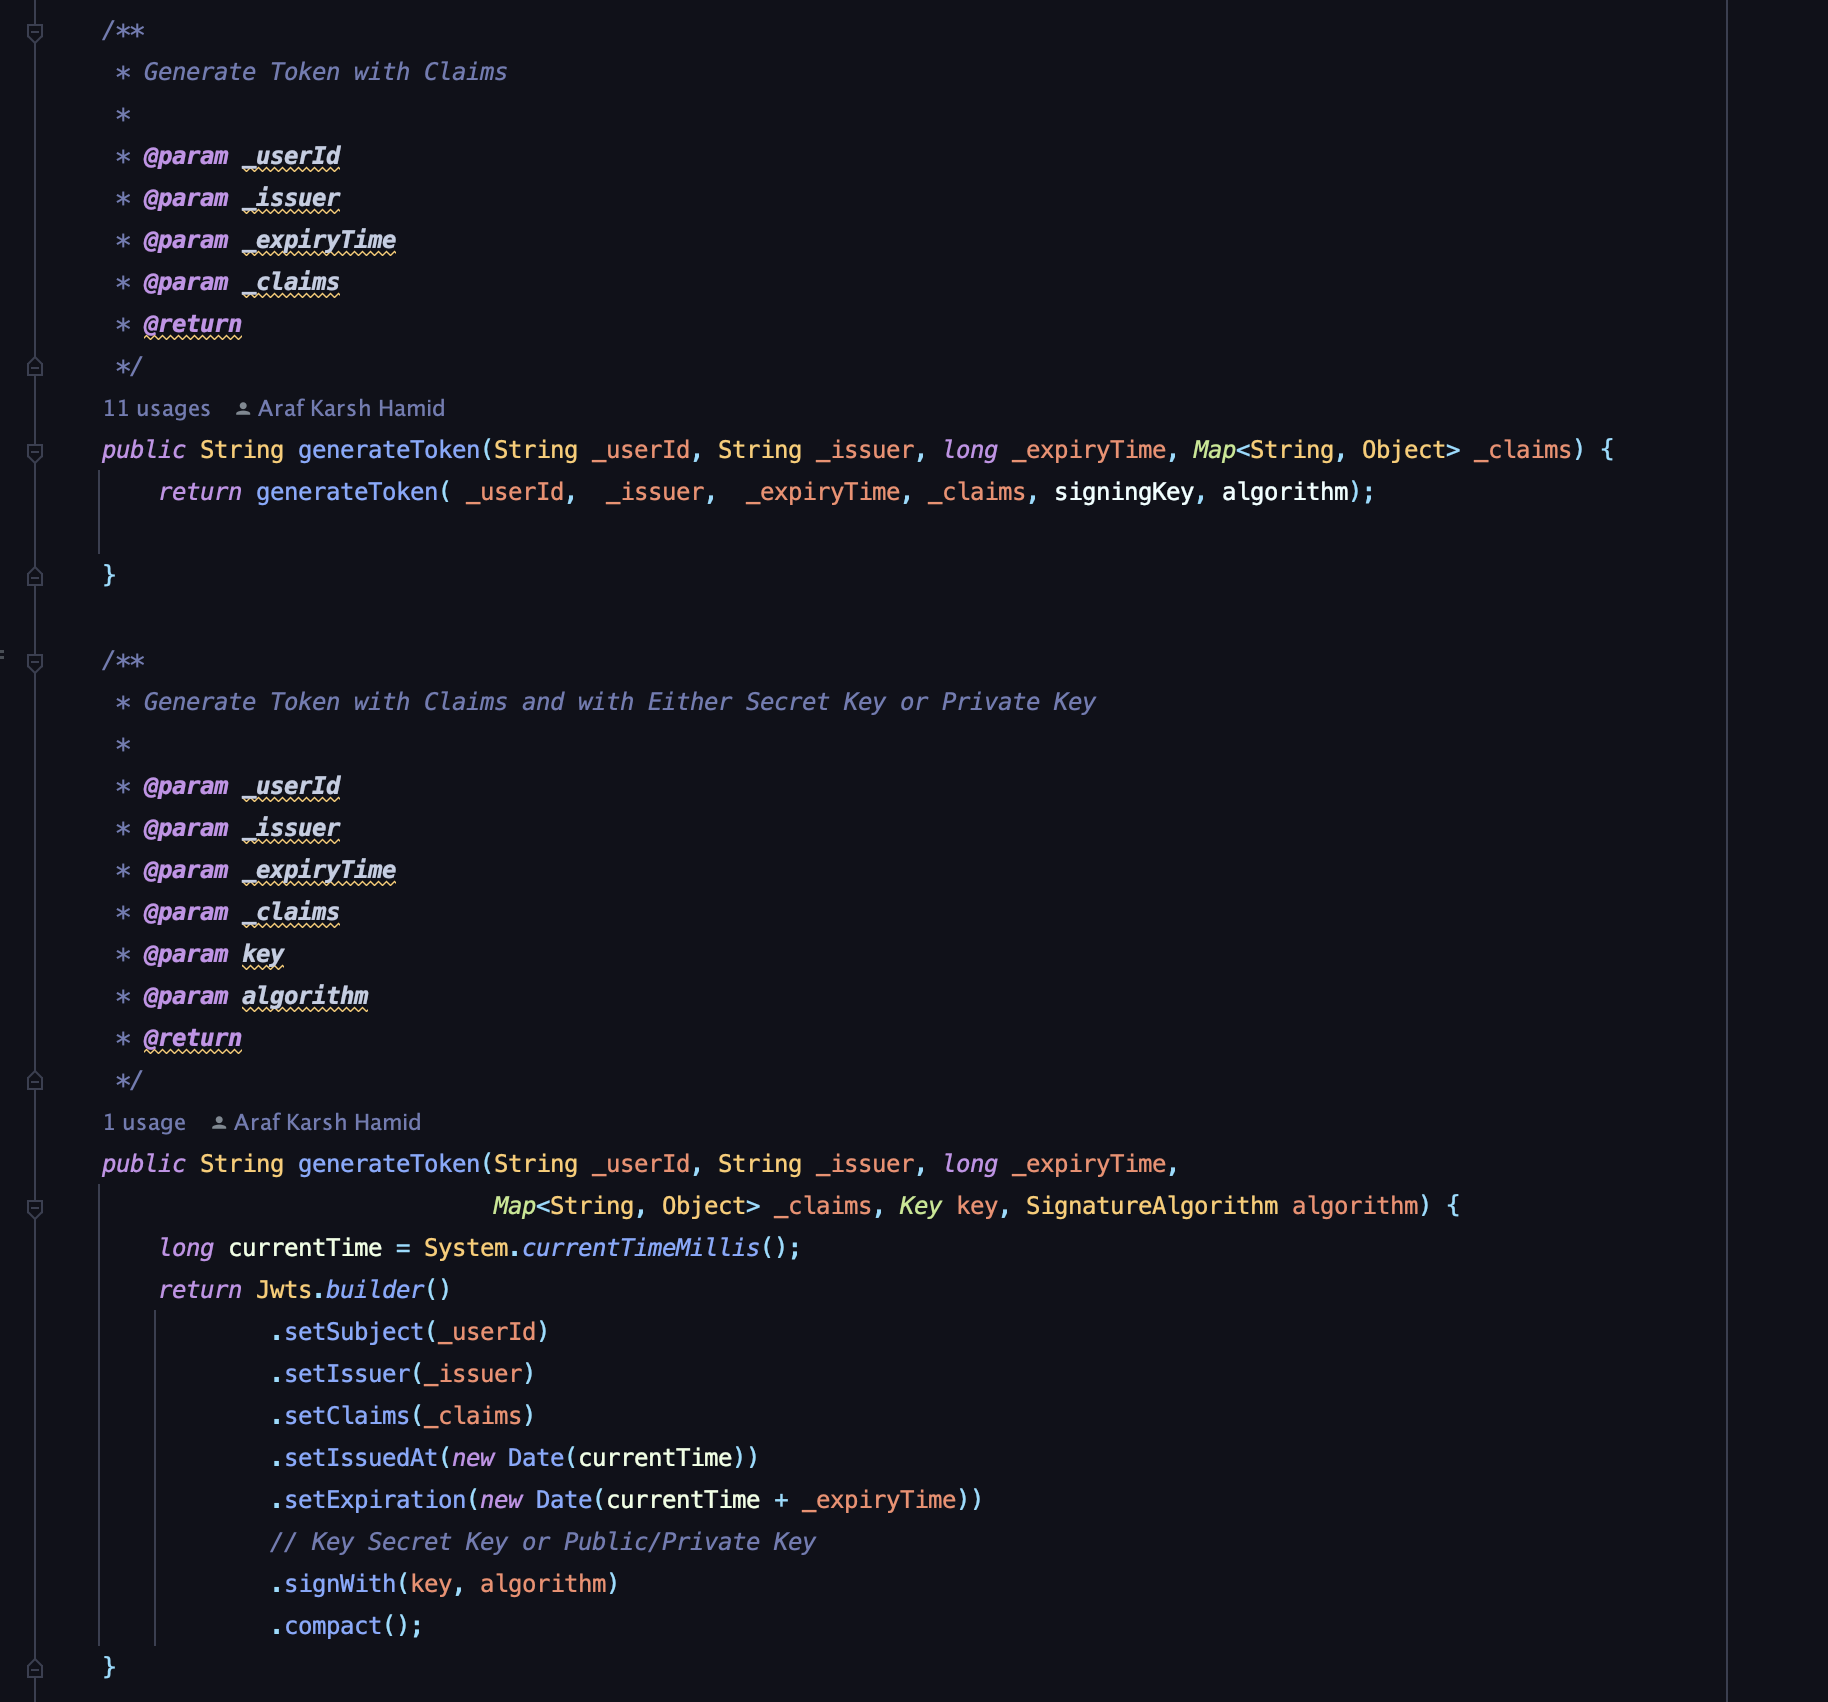 /**
 * Generate Token with Claims
 *
 * @param _userId
 * @param _issuer
 * @param _expiryTime
 * @param _claims
 * @return
 */
11 usages   Araf Karsh Hamid
public String generateToken(String _userId, String _issuer, long _expiryTime, Map<String, Object> _claims) {
    return generateToken( _userId,  _issuer,  _expiryTime, _claims, signingKey, algorithm);
}
/**
 * Generate Token with Claims and with Either Secret Key or Private Key
 *
 * @param _userId
 * @param _issuer
 * @param _expiryTime
 * @param _claims
 * @param key
 * @param algorithm
 * @return
 */
1 usage   Araf Karsh Hamid
public String generateToken(String _userId, String _issuer, long _expiryTime,
                            Map<String, Object> _claims, Key key, SignatureAlgorithm algorithm) {
    long currentTime = System.currentTimeMillis();
    return Jwts.builder()
            .setSubject(_userId)
            .setIssuer(_issuer)
            .setClaims(_claims)
            .setIssuedAt(new Date(currentTime))
            .setExpiration(new Date(currentTime + _expiryTime))
            // Key Secret Key or Public/Private Key
            .signWith(key, algorithm)
            .compact();
}